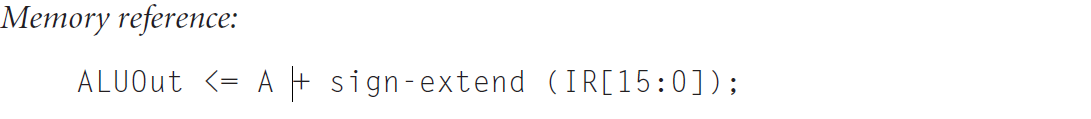 Memory reference:
ALUOut <= A + sign-extend (IR[15:0]);